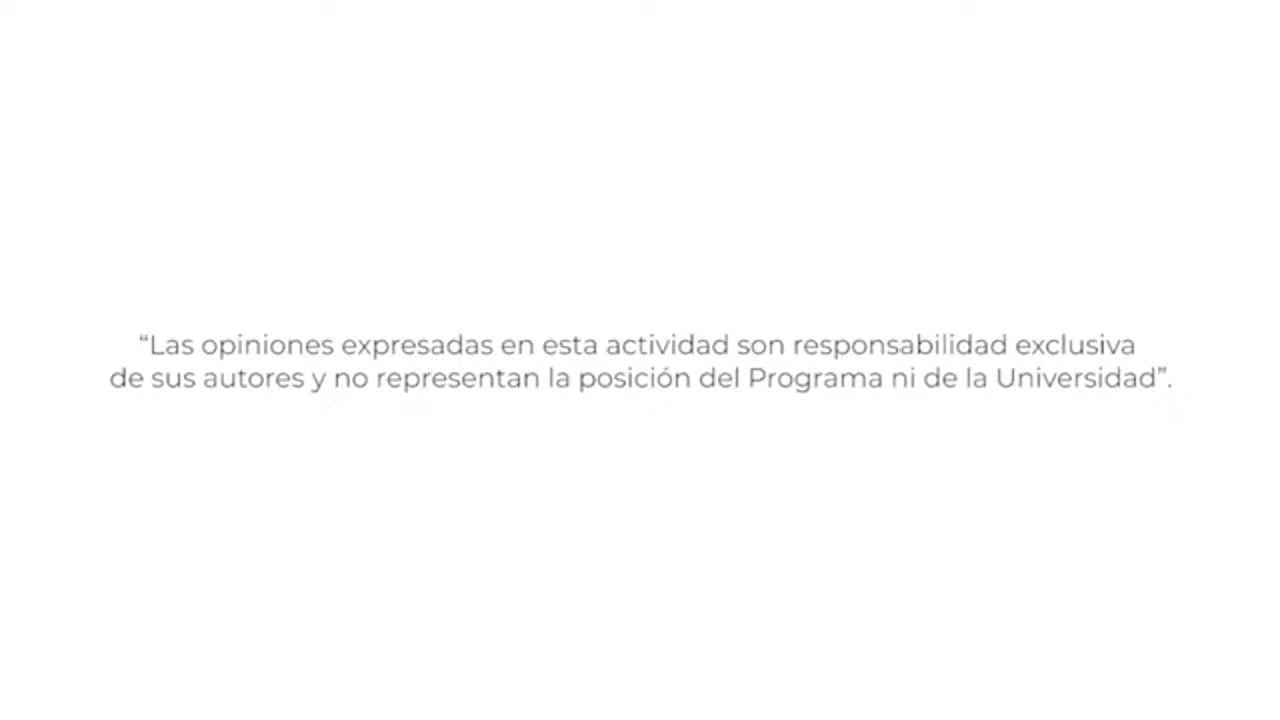 “Las opiniones expresadas en esta actividad son responsabilidad exclusiva
de sus autores y no representan la posición del Programa ni de la Universidad”.